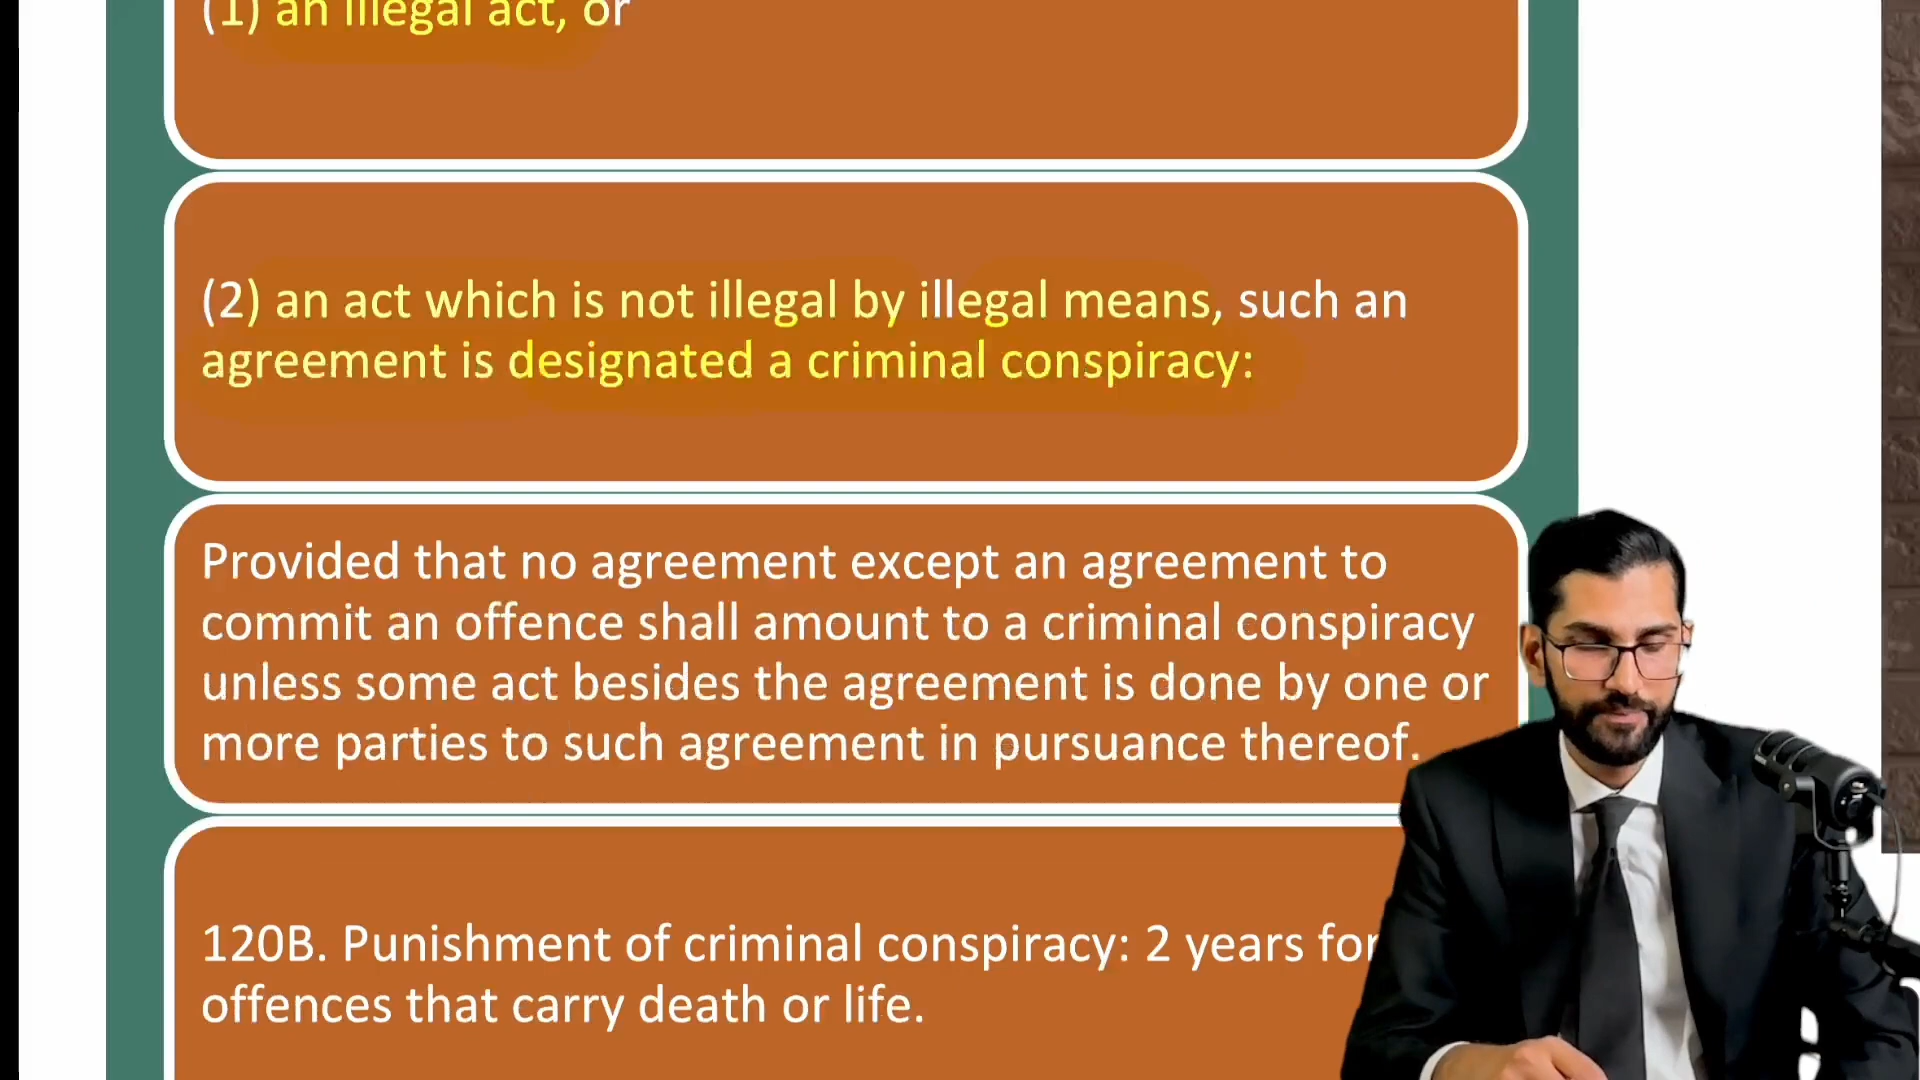 (1) an illegal act, or
(2) an act which is not illegal by illegal means, such an
agreement is designated a criminal conspiracy:
Provided that no agreement except an agreement to
commit an offence shall amount to a criminal conspiracy
unless some act besides the agreement is done by one or
more parties to such agreement in pursuance thereof.
120B. Punishment of criminal conspiracy: 2 years for
offences that carry death or life.